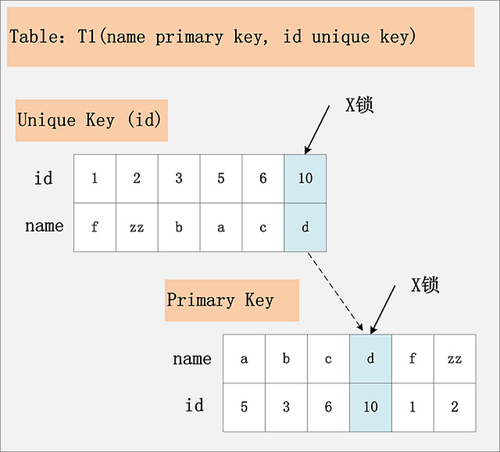 Table: T1(name primary key, id unique key)
X锁
Unique Key (id)
id 1 2 3 5 6 10
name f zz b a c d
X锁
Primary Key
name a b c d f zz
id 5 3 6 10 1 2